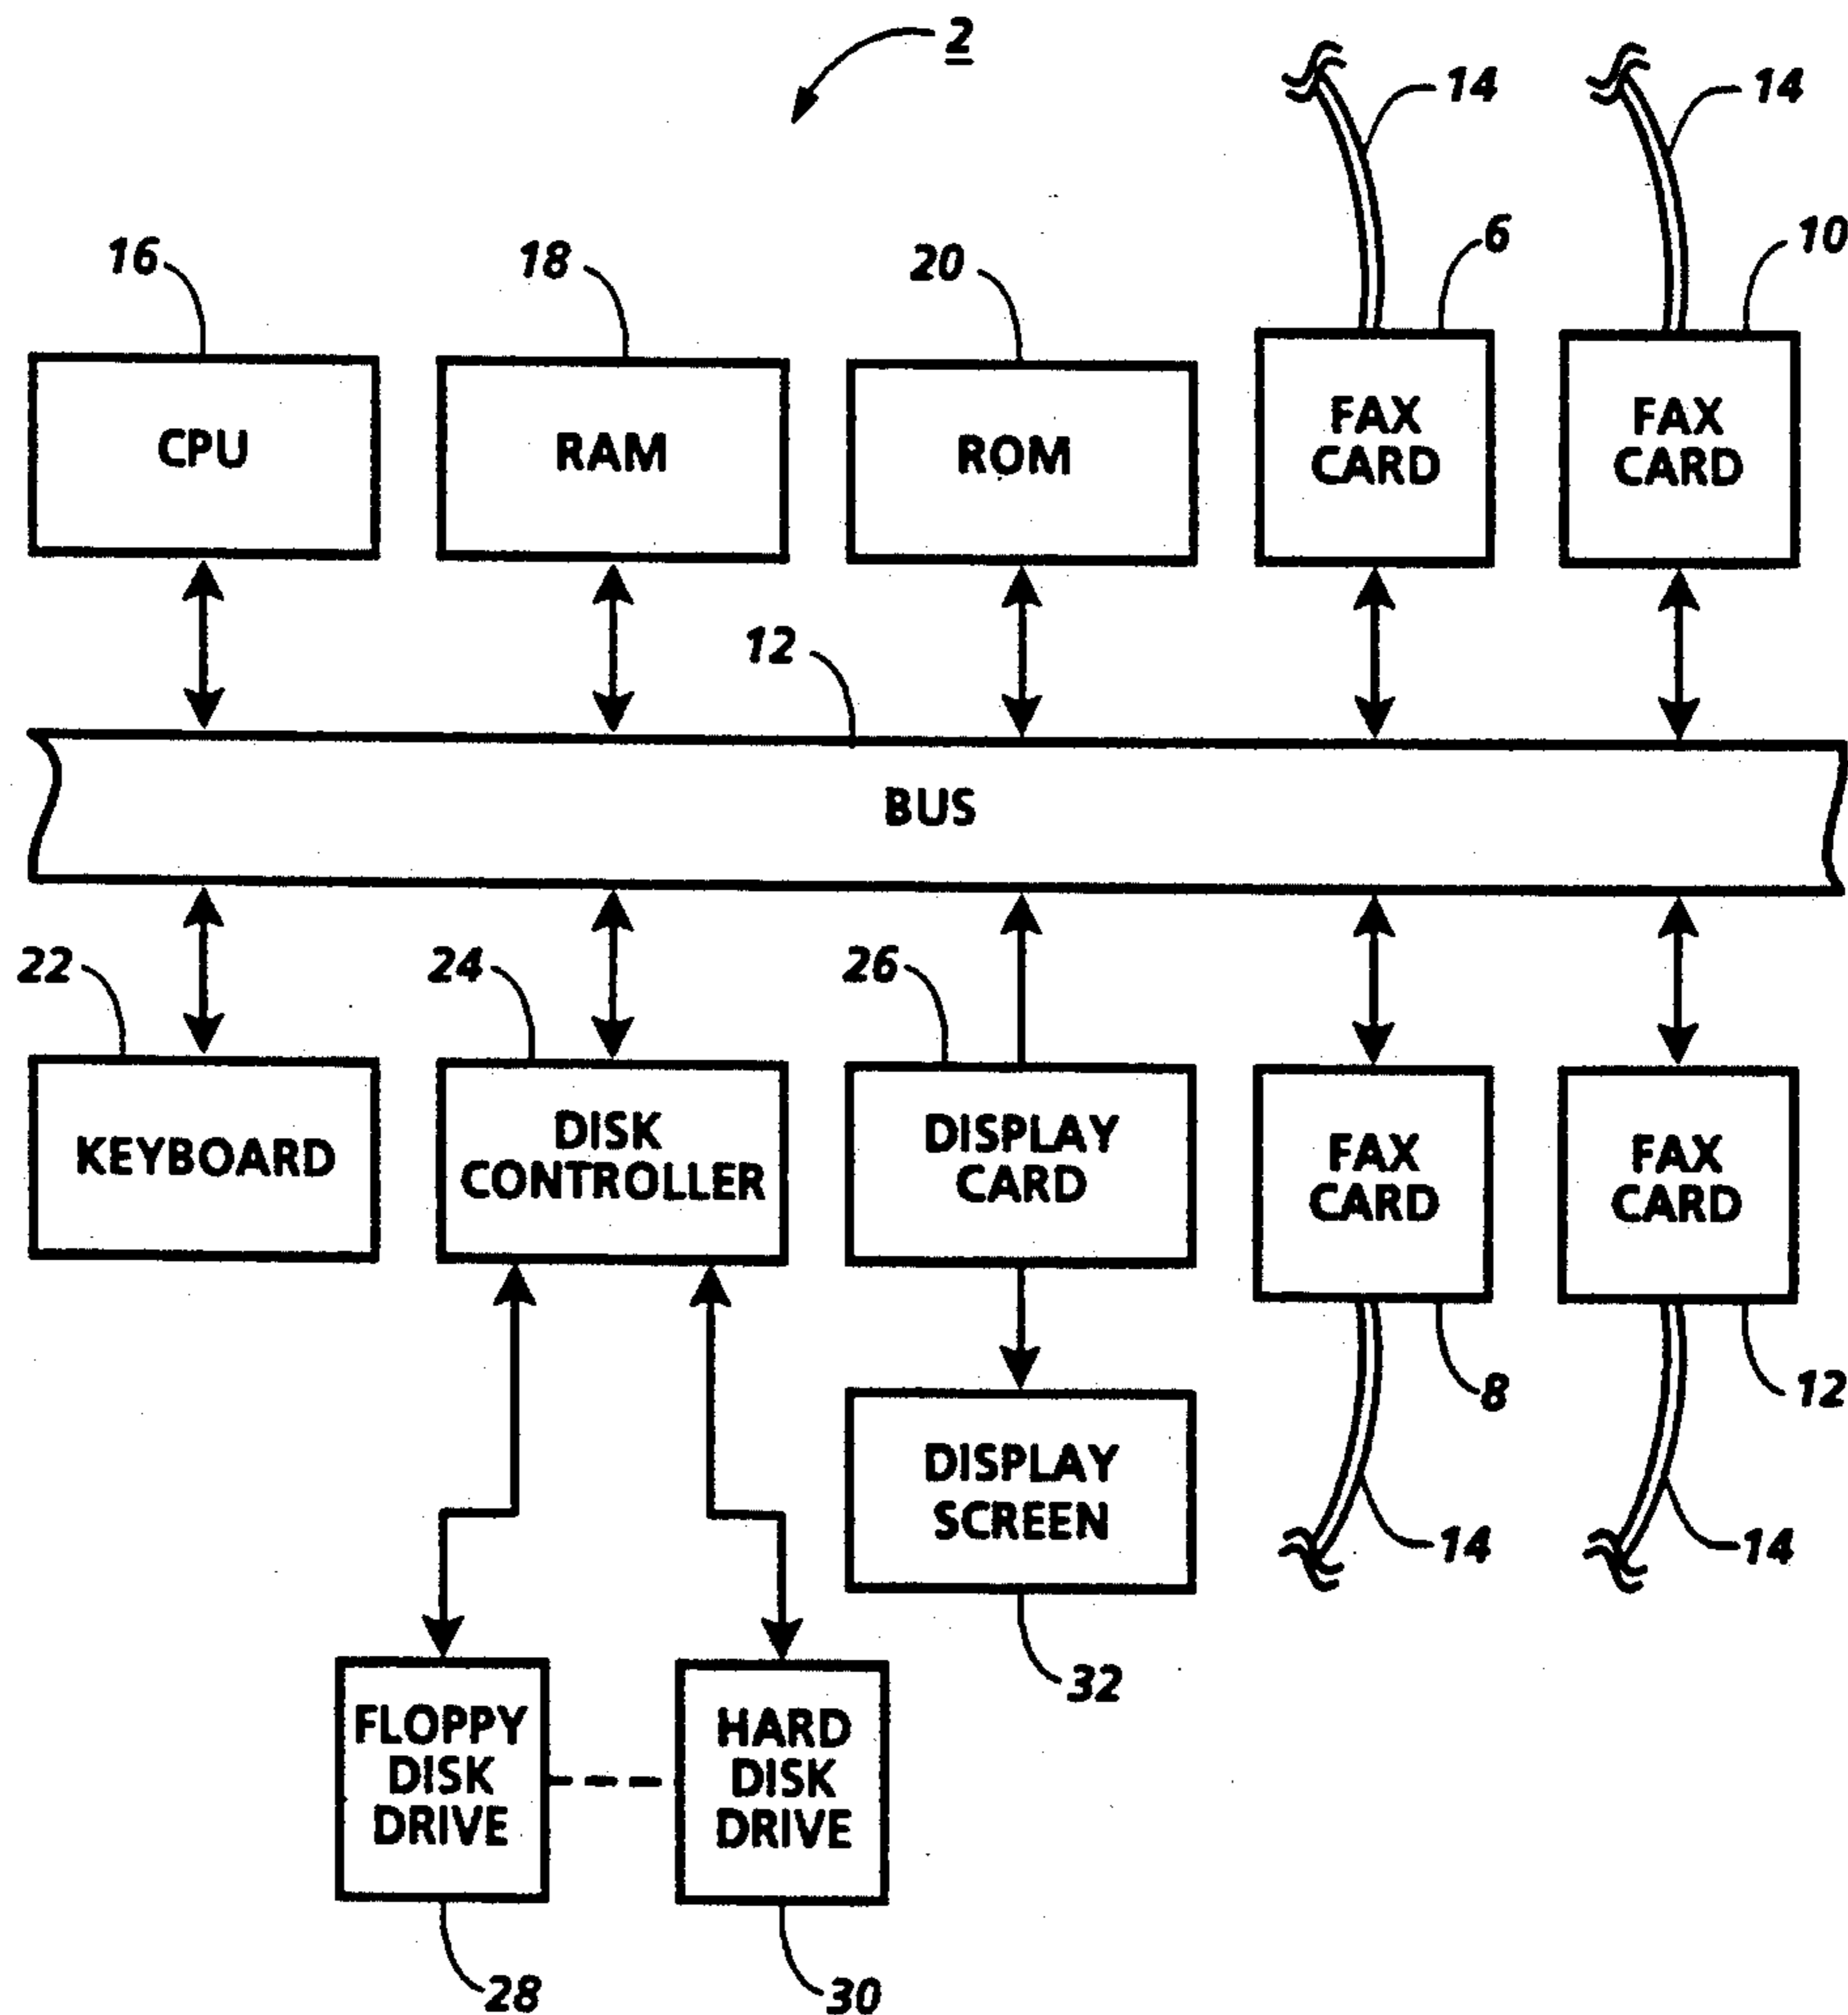 2
14
14
16
18
20
6
10
CPU
RAM
ROM
FAX
CARD
FAX
CARD
12
BUS
22
24
26
KEYBOARD
DISK
CONTROLLER
DISPLAY
CARD
FAX
CARD
FAX
CARD
8
12
DISPLAY
SCREEN
14
14
32
FLOPPY
DISK
DRIVE
HARD
DISK
DRIVE
28
30